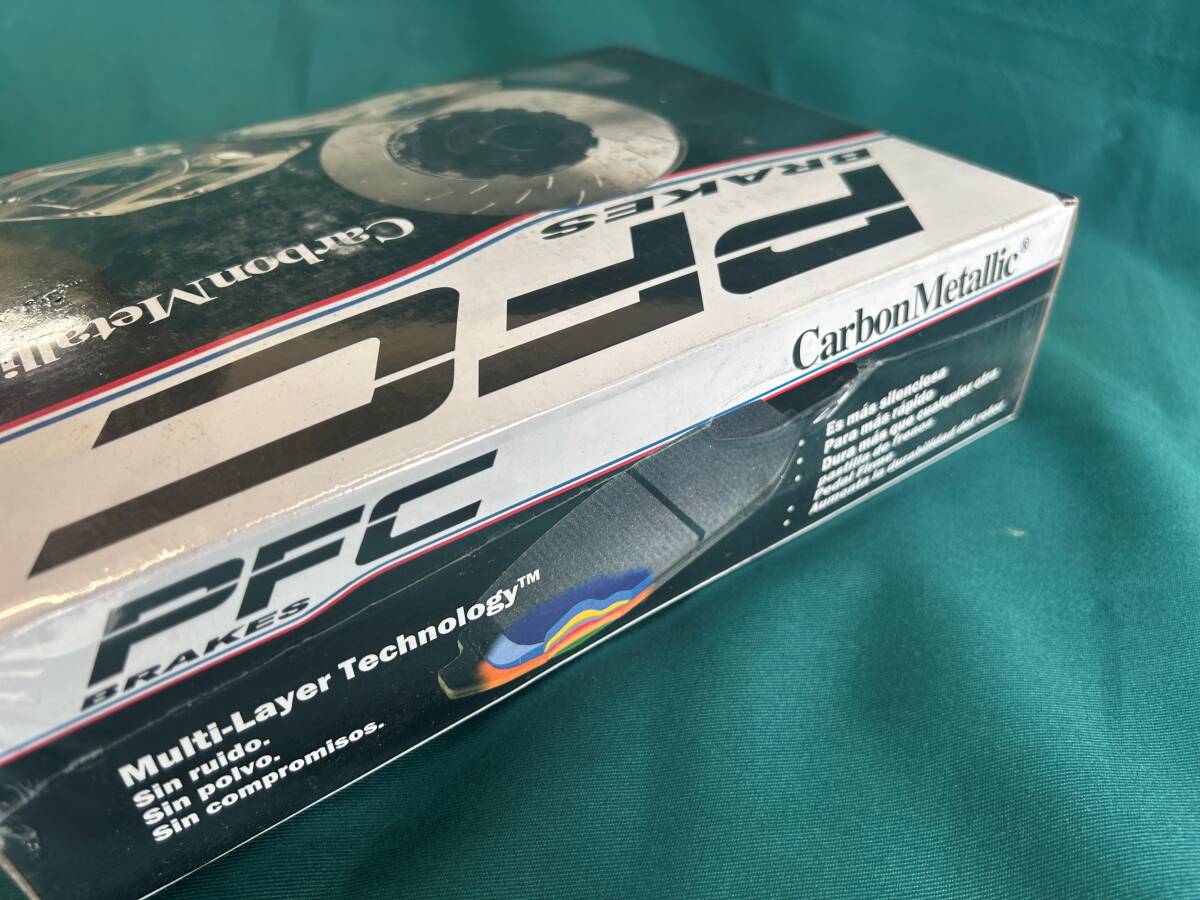 CarbonMetalli
PFC
BRAKES
PFC
BRAKES
CarbonMetallic®
Multi-Layer Technology™
Sin ruido.
Sin polvo.
Sin compromisos.
• Es más silenciosa
• Para más rápido
• Dura más que cualquier otra
pastilla de frenos
• Pedal Firme
• Aumenta la durabilidad del rotor.